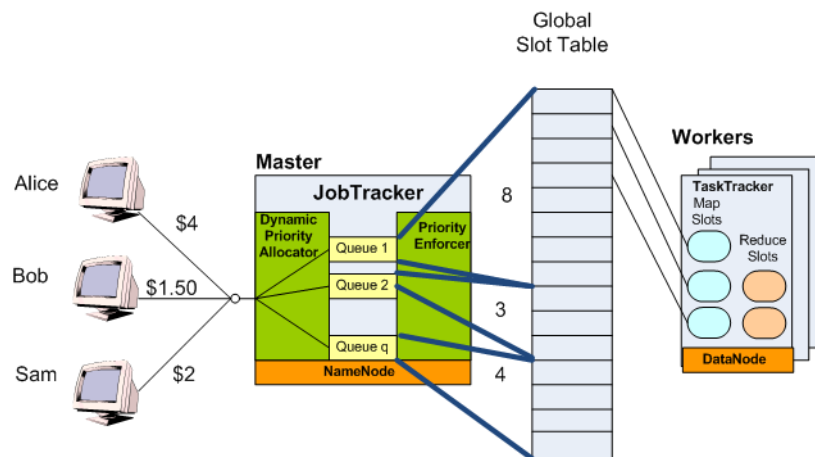 Global
Slot Table
Workers
Master
Alice
JobTracker
TaskTracker
Map
Slots
8
$4
Dynamic
Priority
Allocator
Priority
Enforcer
Queue 1
Reduce
Slots
Bob
$1.50
Queue 2
3
Queue q
DataNode
Sam
$2
NameNode
4